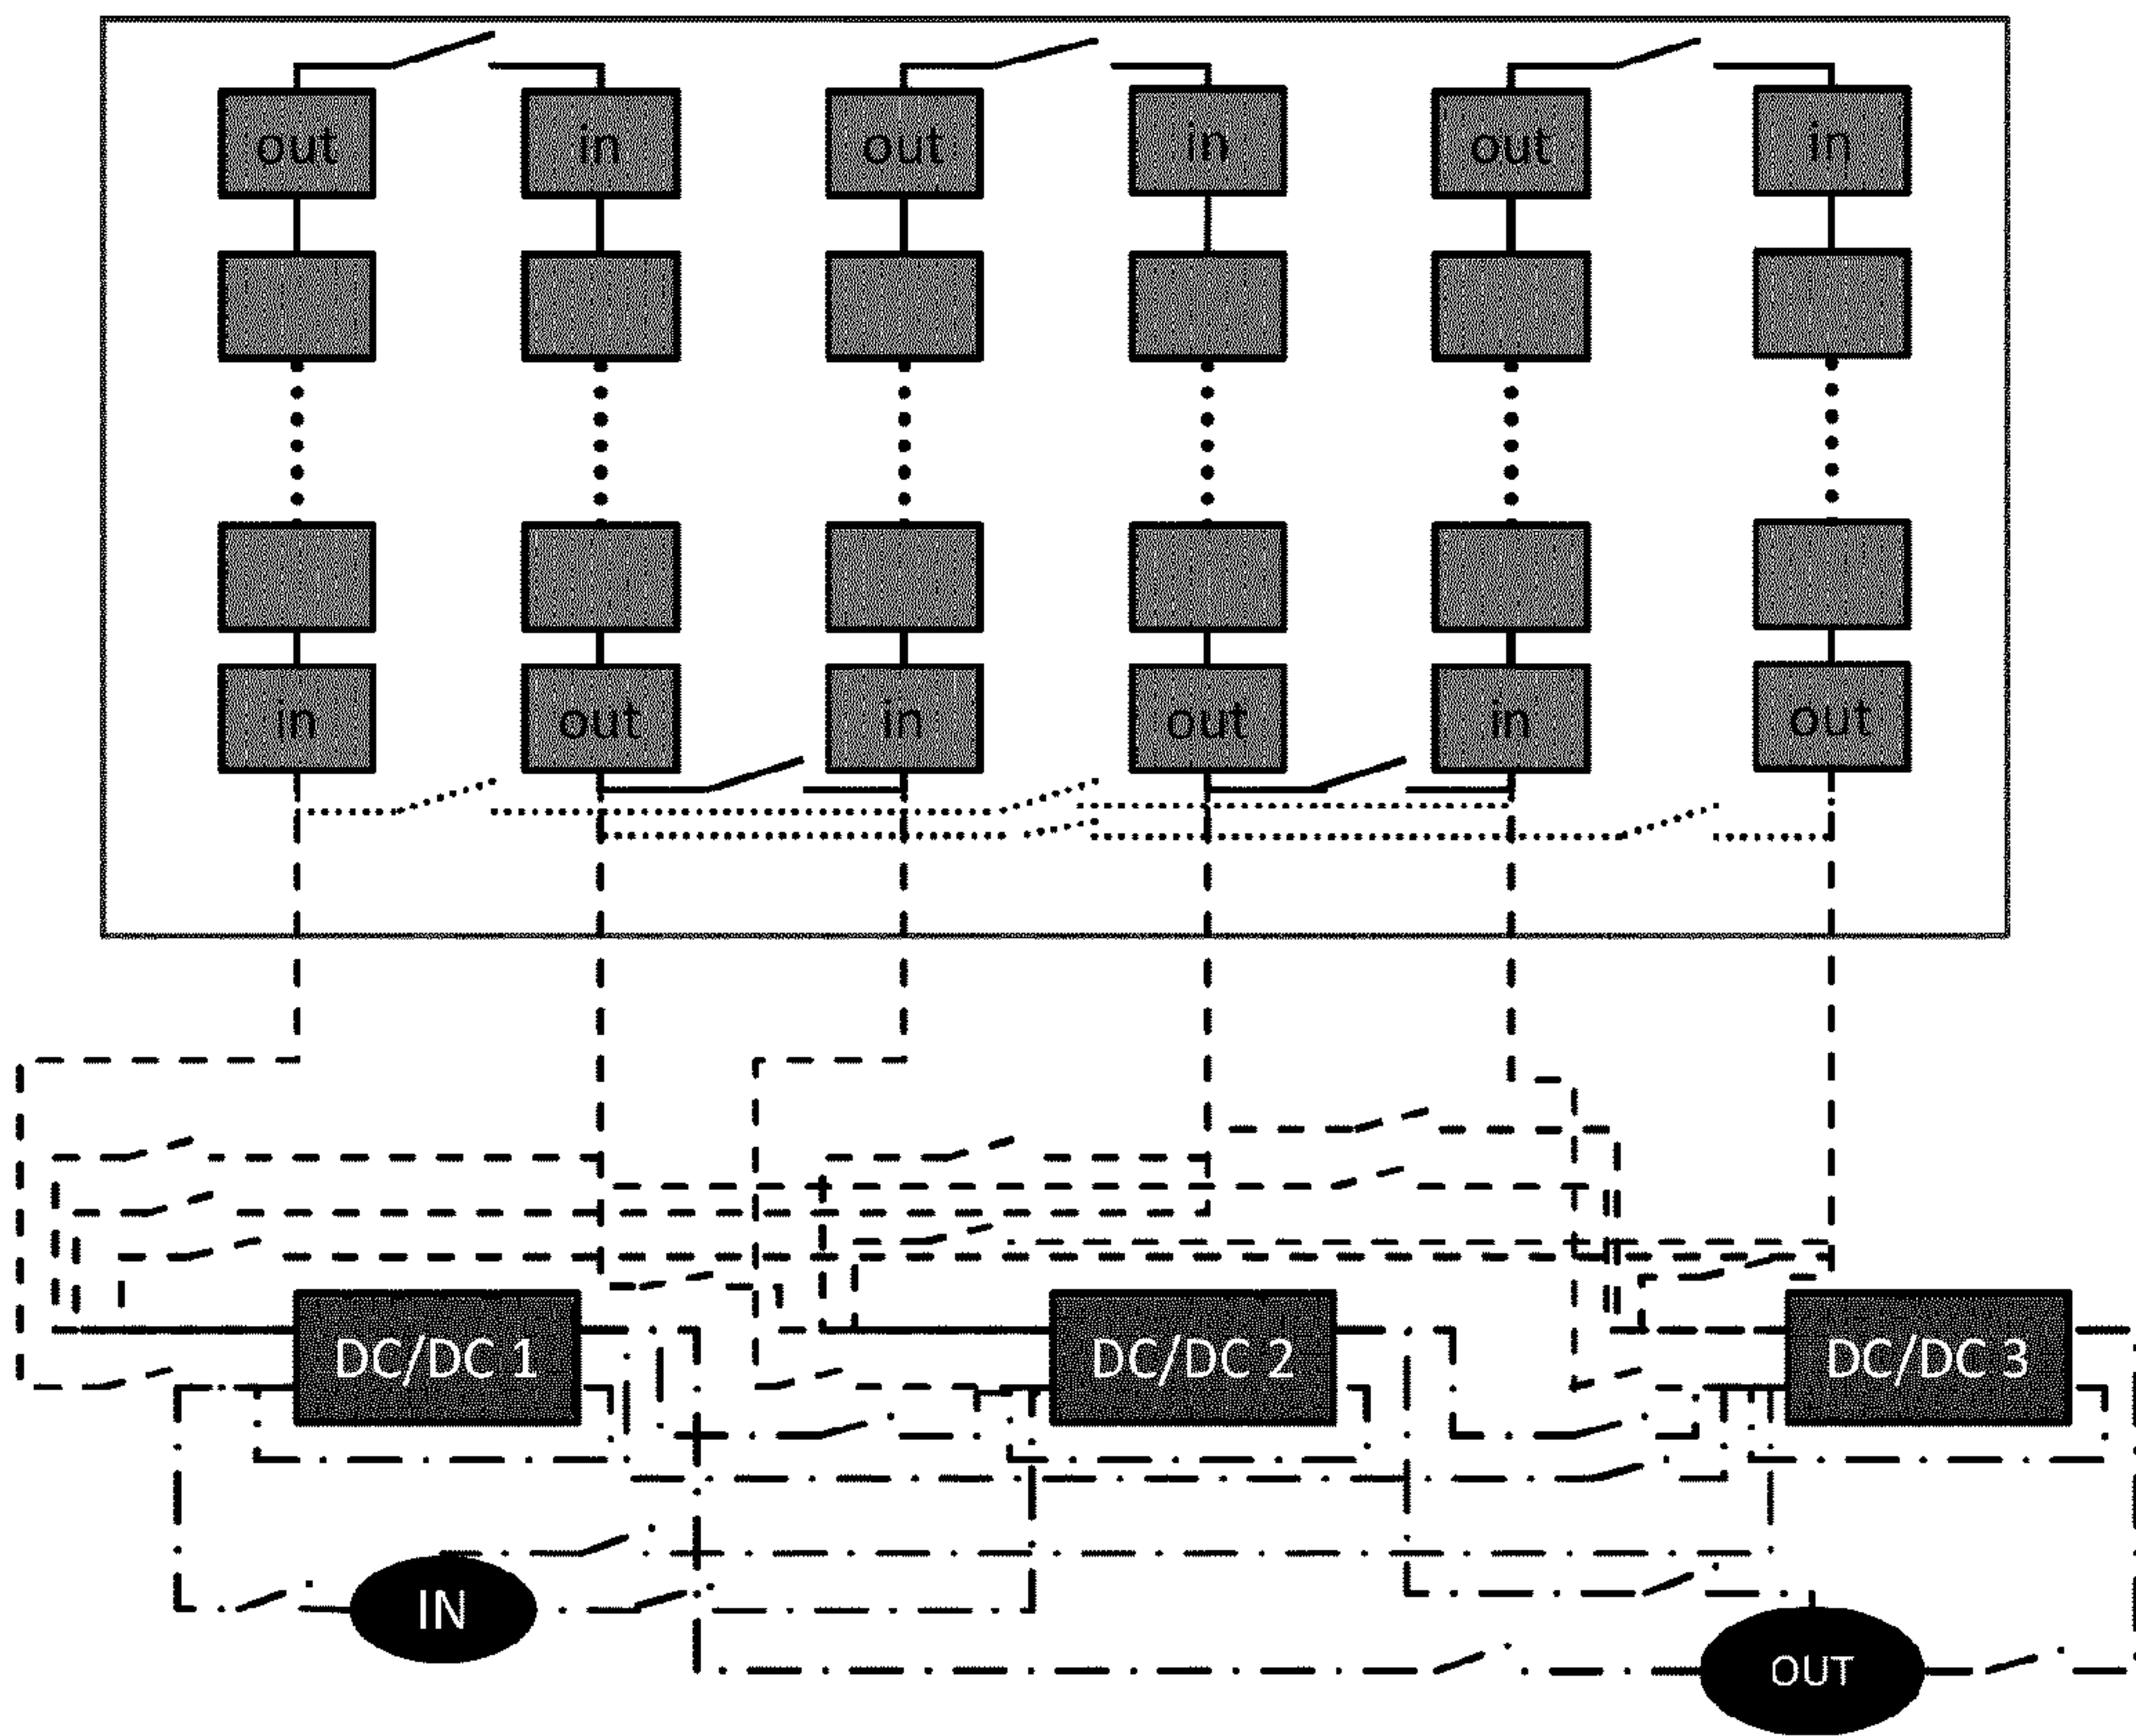 out in out in out in
in out in out in out
DC/DC 1 DC/DC 2 DC/DC 3
IN
OUT